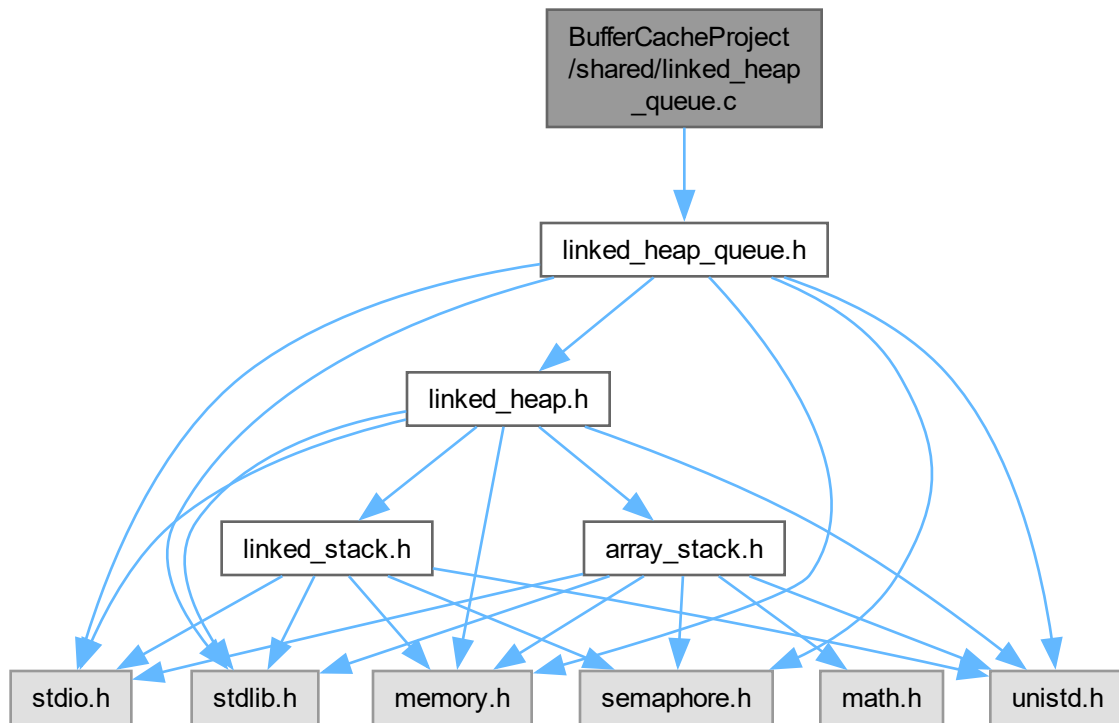 BufferCacheProject
/shared/linked_heap
_queue.c
linked_heap_queue.h
linked_heap.h
linked_stack.h
array_stack.h
stdio.h
stdlib.h
memory.h
semaphore.h
math.h
unistd.h